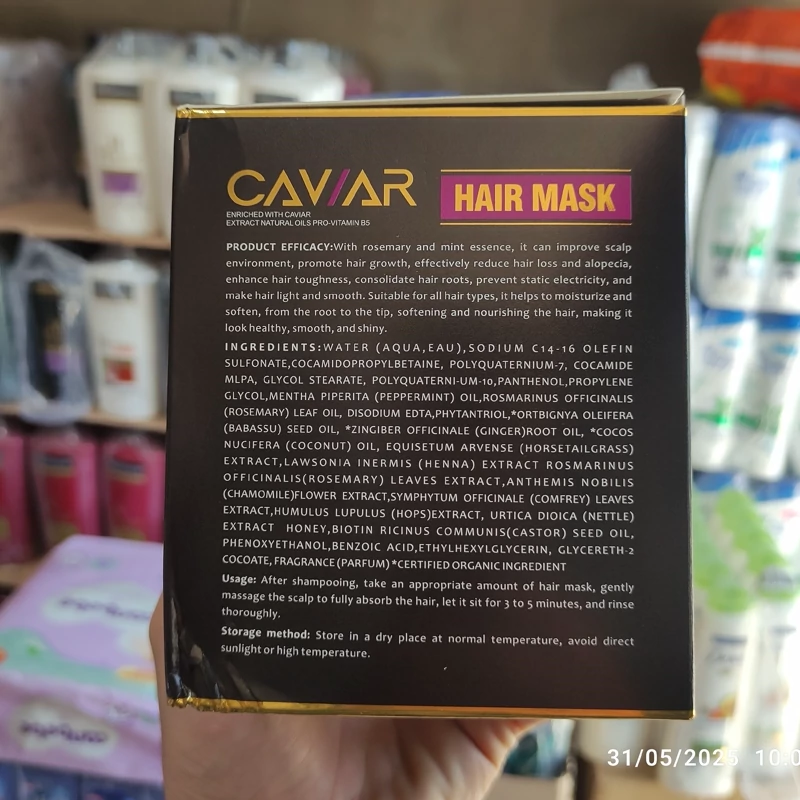 CAVIAR
ENRICHED WITH CAVIAR
EXTRACT NATURAL OILS PRO-VITAMIN B5
HAIR MASK
PRODUCT EFFICACY:With rosemary and mint essence, it can improve scalp
environment, promote hair growth, effectively reduce hair loss and alopecia,
enhance hair toughness, consolidate hair roots, prevent static electricity, and
make hair light and smooth. Suitable for all hair types, it helps to moisturize and
soften, from the root to the tip, softening and nourishing the hair, making it
look healthy, smooth, and shiny.
INGREDIENTS:WATER (AQUA,EAU),SODIUM C14-16 OLEFIN
SULFONATE,COCAMIDOPROPYLBETAINE, POLYQUATERNIUM-7, COCAMIDE
MLPA, GLYCOL STEARATE, POLYQUATERNI-UM-10,PANTHENOL,PROPYLENE
GLYCOL,MENTHA PIPERITA (PEPPERMINT) OIL,ROSMARINUS OFFICINALIS
(ROSEMARY) LEAF OIL, DISODIUM EDTA,PHYTANTRIOL,*ORTBIGNYA OLEIFERA
(BABASSU) SEED OIL, *ZINGIBER OFFICINALE (GINGER)ROOT OIL, *COCOS
NUCIFERA (COCONUT) OIL, EQUISETUM ARVENSE (HORSETAILGRASS)
EXTRACT,LAWSONIA INERMIS (HENNA) EXTRACT ROSMARINUS
OFFICINALIS(ROSEMARY) LEAVES EXTRACT,ANTHEMIS NOBILIS
(CHAMOMILE)FLOWER EXTRACT,SYMPHYTUM OFFICINALE (COMFREY) LEAVES
EXTRACT,HUMULUS LUPULUS (HOPS)EXTRACT, URTICA DIOICA (NETTLE)
EXTRACT HONEY,BIOTIN RICINUS COMMUNIS(CASTOR) SEED OIL,
PHENOXYETHANOL,BENZOIC ACID,ETHYLHEXYLGLYCERIN, GLYCERETH-2
COCOATE, FRAGRANCE (PARFUM) *CERTIFIED ORGANIC INGREDIENT
Usage: After shampooing, take an appropriate amount of hair mask, gently
massage the scalp to fully absorb the hair, let it sit for 3 to 5 minutes, and rinse
thoroughly.
Storage method: Store in a dry place at normal temperature, avoid direct
sunlight or high temperature.
31/05/2025 10:0